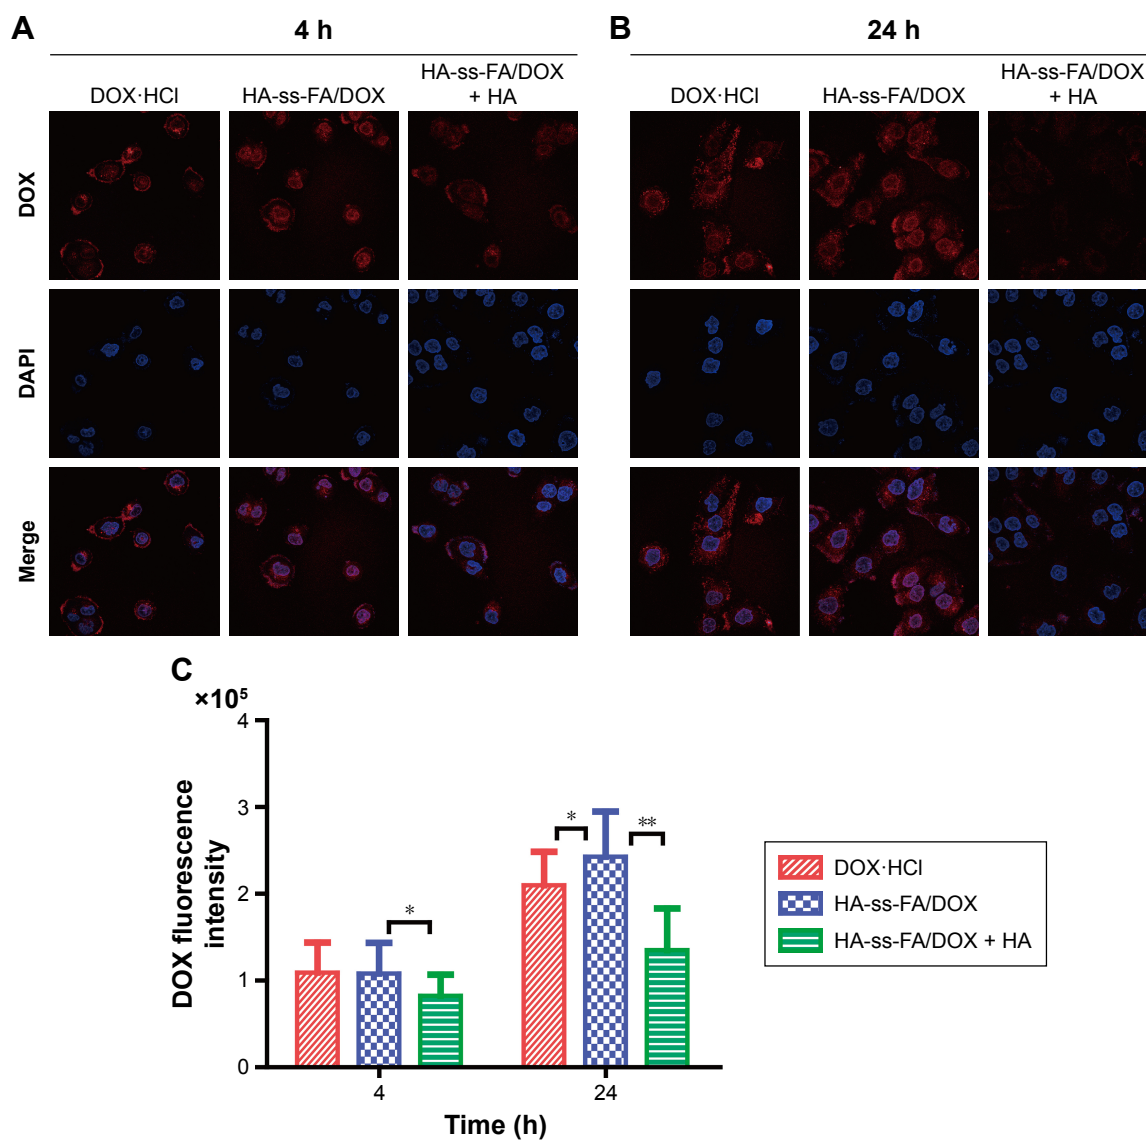 A
4 h
B
24 h
DOX·HCl
HA-ss-FA/DOX
HA-ss-FA/DOX
+ HA
DOX·HCl
HA-ss-FA/DOX
HA-ss-FA/DOX
+ HA
DOX
DAPI
Merge
C
×10⁵
4
3
2
1
0
DOX fluorescence
intensity
*
*
**
4
24
Time (h)
DOX·HCl
HA-ss-FA/DOX
HA-ss-FA/DOX + HA